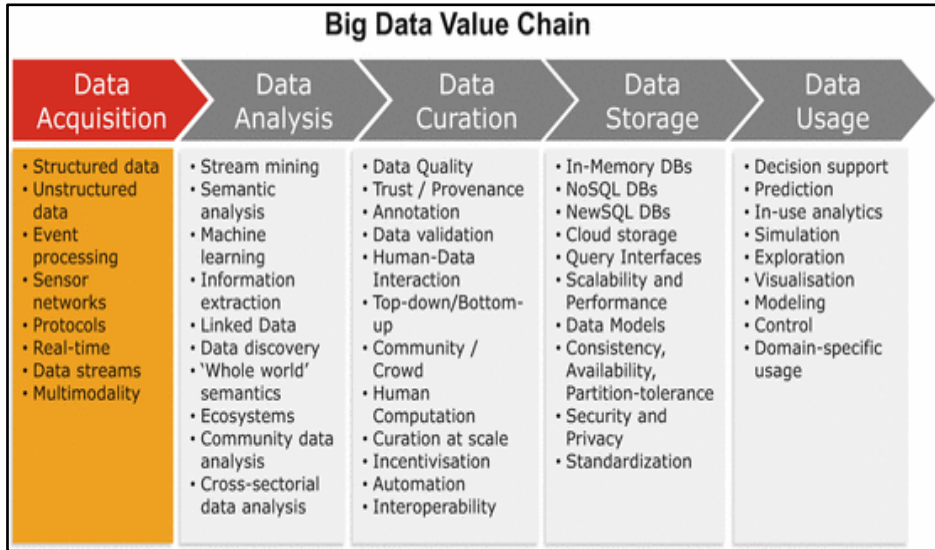 Big Data Value Chain
Data
Acquisition
Data
Analysis
Data
Curation
Data
Storage
Data
Usage
• Structured data
• Unstructured
data
• Event
processing
• Sensor
networks
• Protocols
• Real-time
• Data streams
• Multimodality
• Stream mining
• Semantic
analysis
• Machine
learning
• Information
extraction
• Linked Data
• Data discovery
• ‘Whole world’
semantics
• Ecosystems
• Community data
analysis
• Cross-sectorial
data analysis
• Data Quality
• Trust / Provenance
• Annotation
• Data validation
• Human-Data
Interaction
• Top-down/Bottom-
up
• Community /
Crowd
• Human
Computation
• Curation at scale
• Incentivisation
• Automation
• Interoperability
• In-Memory DBs
• NoSQL DBs
• NewSQL DBs
• Cloud storage
• Query Interfaces
• Scalability and
Performance
• Data Models
• Consistency,
Availability,
Partition-tolerance
• Security and
Privacy
• Standardization
• Decision support
• Prediction
• In-use analytics
• Simulation
• Exploration
• Visualisation
• Modeling
• Control
• Domain-specific
usage